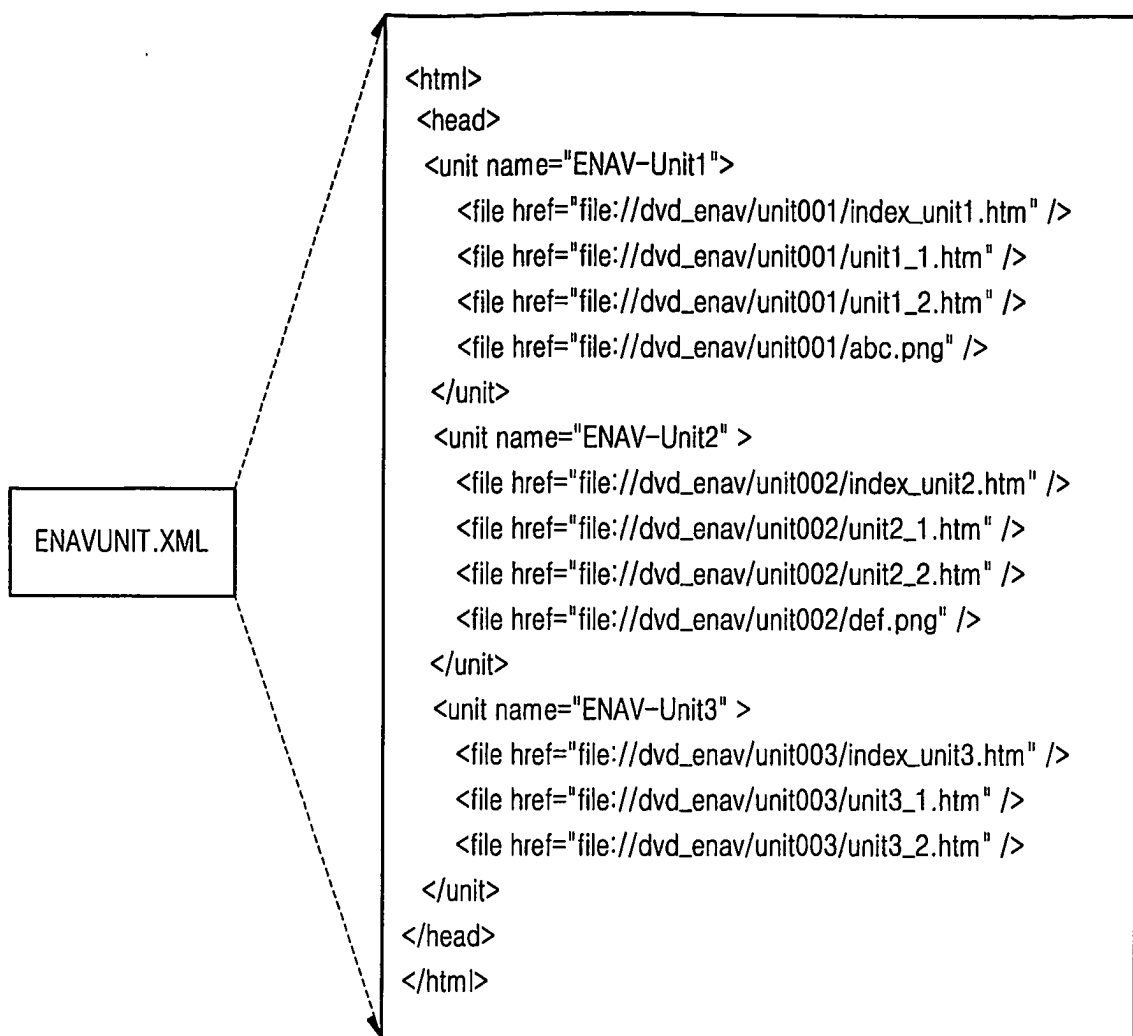 <html>
<head>
<unit name="ENAV-Unit1">
<file href="file://dvd_enav/unit001/index_unit1.htm" />
<file href="file://dvd_enav/unit001/unit1_1.htm" />
<file href="file://dvd_enav/unit001/unit1_2.htm" />
<file href="file://dvd_enav/unit001/abc.png" />
</unit>
<unit name="ENAV-Unit2" >
<file href="file://dvd_enav/unit002/index_unit2.htm" />
<file href="file://dvd_enav/unit002/unit2_1.htm" />
<file href="file://dvd_enav/unit002/unit2_2.htm" />
<file href="file://dvd_enav/unit002/def.png" />
</unit>
<unit name="ENAV-Unit3" >
<file href="file://dvd_enav/unit003/index_unit3.htm" />
<file href="file://dvd_enav/unit003/unit3_1.htm" />
<file href="file://dvd_enav/unit003/unit3_2.htm" />
</unit>
</head>
</html>
ENAVUNIT.XML